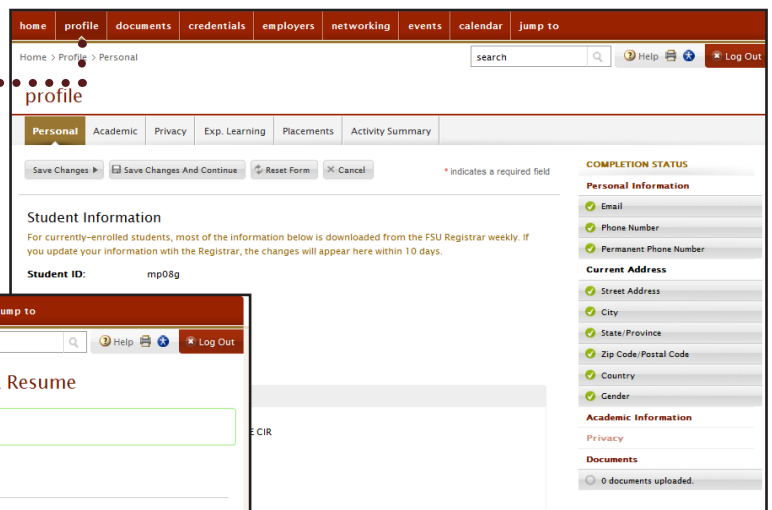 home profile documents credentials employers networking events calendar jump to
Home > Profile > Personal
search
Help
Log Out
profile
Personal Academic Privacy Exp. Learning Placements Activity Summary
Save Changes Save Changes And Continue Reset Form Cancel
* indicates a required field
Student Information
For currently-enrolled students, most of the information below is downloaded from the FSU Registrar weekly. If
you update your information wtih the Registrar, the changes will appear here within 10 days.
Student ID: mp08g
E CIR
COMPLETION STATUS
Personal Information
Email
Phone Number
Permanent Phone Number
Current Address
Street Address
City
State/Province
Zip Code/Postal Code
Country
Gender
Academic Information
Privacy
Documents
0 documents uploaded.
ump to
Help
Log Out
Resume